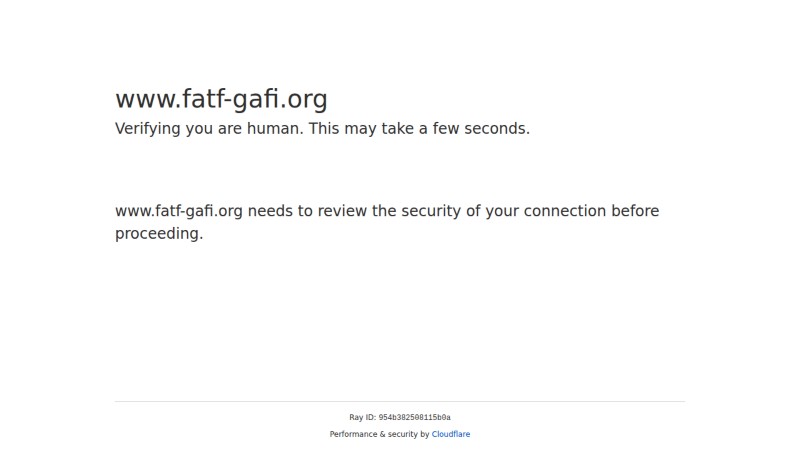 www.fatf-gafi.org
Verifying you are human. This may take a few seconds.
www.fatf-gafi.org needs to review the security of your connection before
proceeding.
Ray ID: 954b382508115b0a
Performance & security by Cloudflare